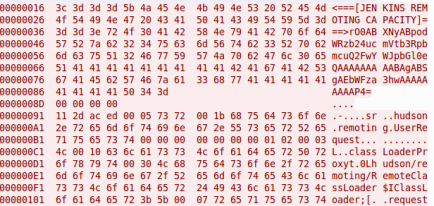 00000016 3c 3d 3d 3d 5b 4a 45 4e 4b 49 4e 53 20 52 45 4d <===[JEN KINS REM
00000026 4f 54 49 4e 47 20 43 41 50 41 43 49 54 59 5d 3d OTING CA PACITY]=
00000036 3d 3d 3e 72 4f 30 41 42 58 4e 79 41 42 70 6f 64 ==>rO0AB XNyABpod
00000046 57 52 7a 62 32 34 75 63 6d 56 74 62 33 52 70 62 WRzb24uc mVtb3Rpb
00000056 6d 63 75 51 32 46 77 59 57 4a 70 62 47 6c 30 65 mcuQ2FwY WJpbGl0e
00000066 51 41 41 41 41 41 41 41 41 41 42 41 67 41 42 53 QAAAAAAA AABAgABS
00000076 67 41 45 62 57 46 7a 61 33 68 77 41 41 41 41 41 gAEbWFza 3hwAAAAA
00000086 41 41 41 41 50 34 3d AAAAP4=
0000008D 00 00 00 00 ....
00000091 11 2d ac ed 00 05 73 72 00 1b 68 75 64 73 6f 6e .-....sr ..hudson
000000A1 2e 72 65 6d 6f 74 69 6e 67 2e 55 73 65 72 52 65 .remotin g.UserRe
000000B1 71 75 65 73 74 00 00 00 00 00 00 00 01 02 00 03 quest... ........
000000C1 4c 00 10 63 6c 61 73 73 4c 6f 61 64 65 72 50 72 L..class LoaderPr
000000D1 6f 78 79 74 00 30 4c 68 75 64 73 6f 6e 2f 72 65 oxyt.0Lh udson/re
000000E1 6d 6f 74 69 6e 67 2f 52 65 6d 6f 74 65 43 6c 61 moting/R emoteCla
000000F1 73 73 4c 6f 61 64 65 72 24 49 43 6c 61 73 73 4c ssLoader $IClassL
00000101 6f 61 64 65 72 3b 5b 00 07 72 65 71 75 65 73 74 oader;[. .request